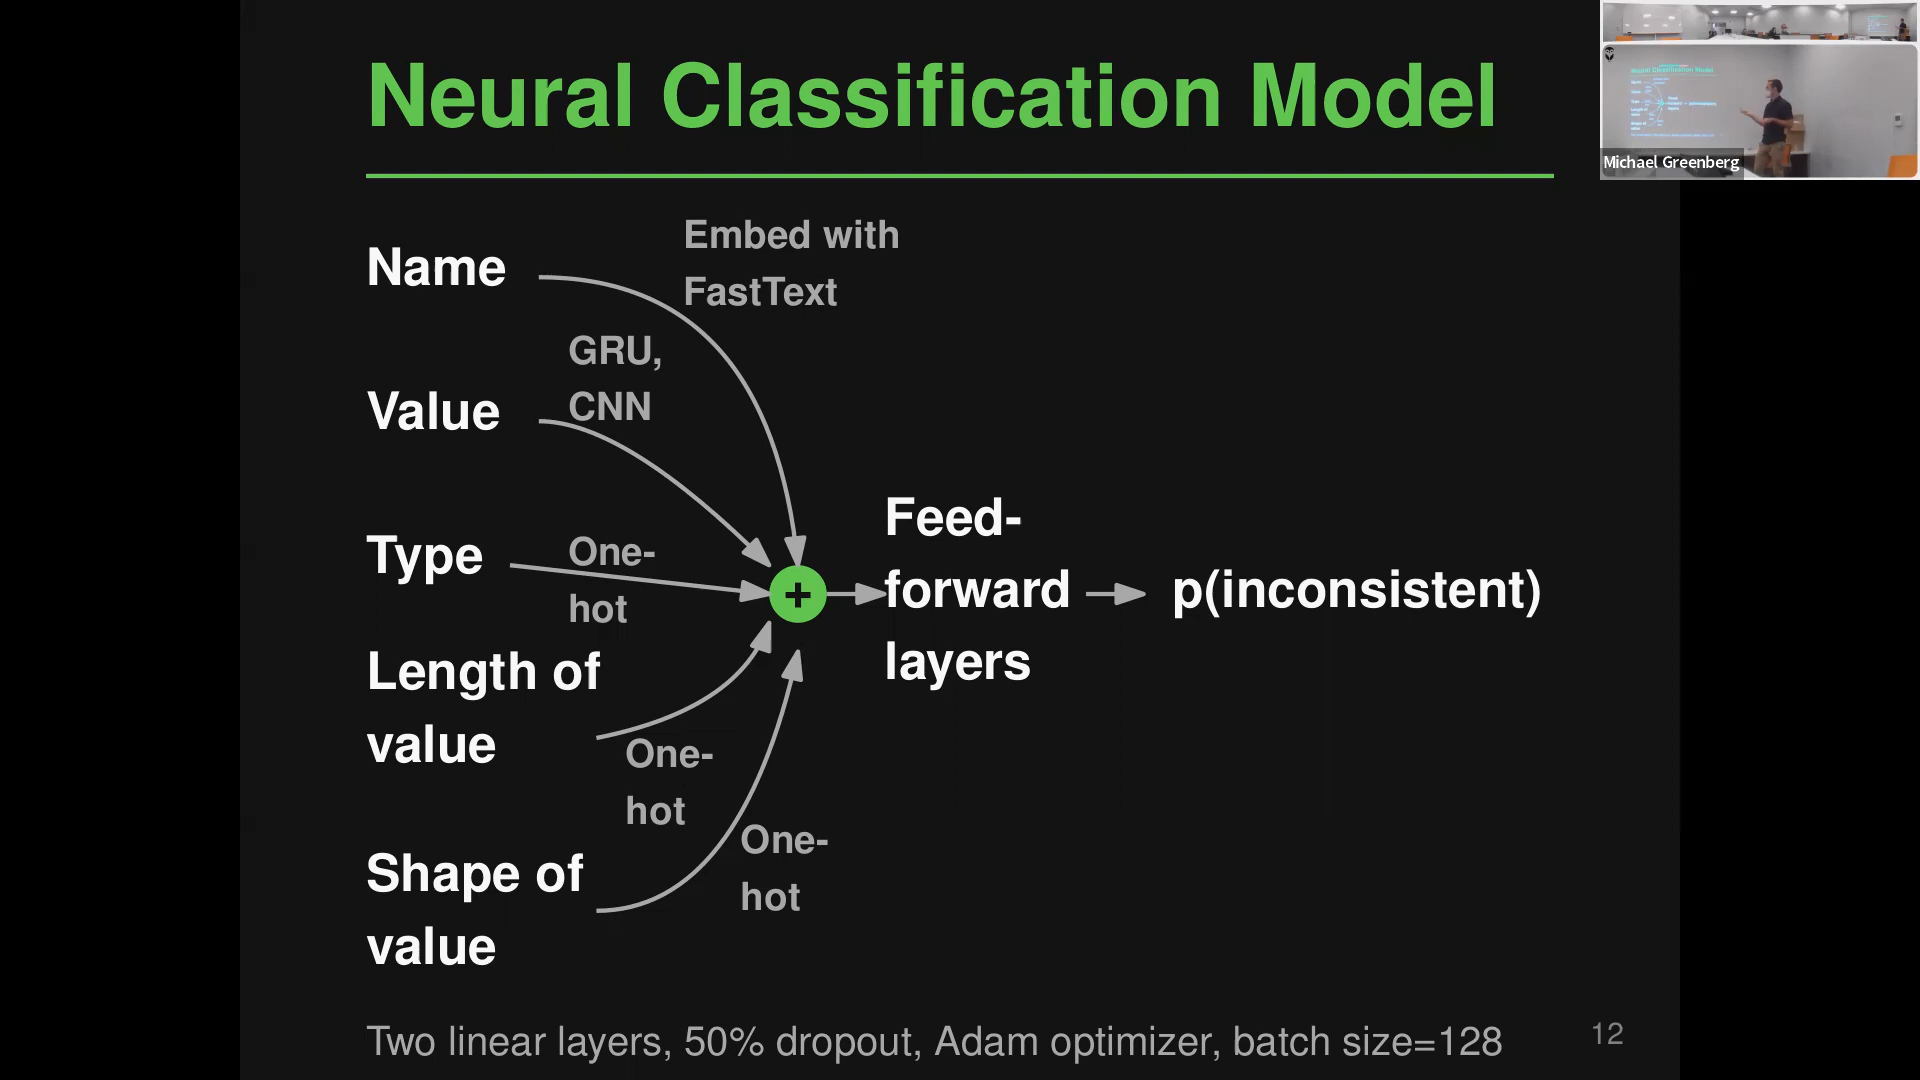 Neural Classification Model
Michael Greenberg
Embed with
FastText
Name
GRU,
CNN
Value
One-
hot
Type
Feed-
forward
layers
+
p(inconsistent)
Length of
value
One-
hot
One-
hot
Shape of
value
Two linear layers, 50% dropout, Adam optimizer, batch size=128
12